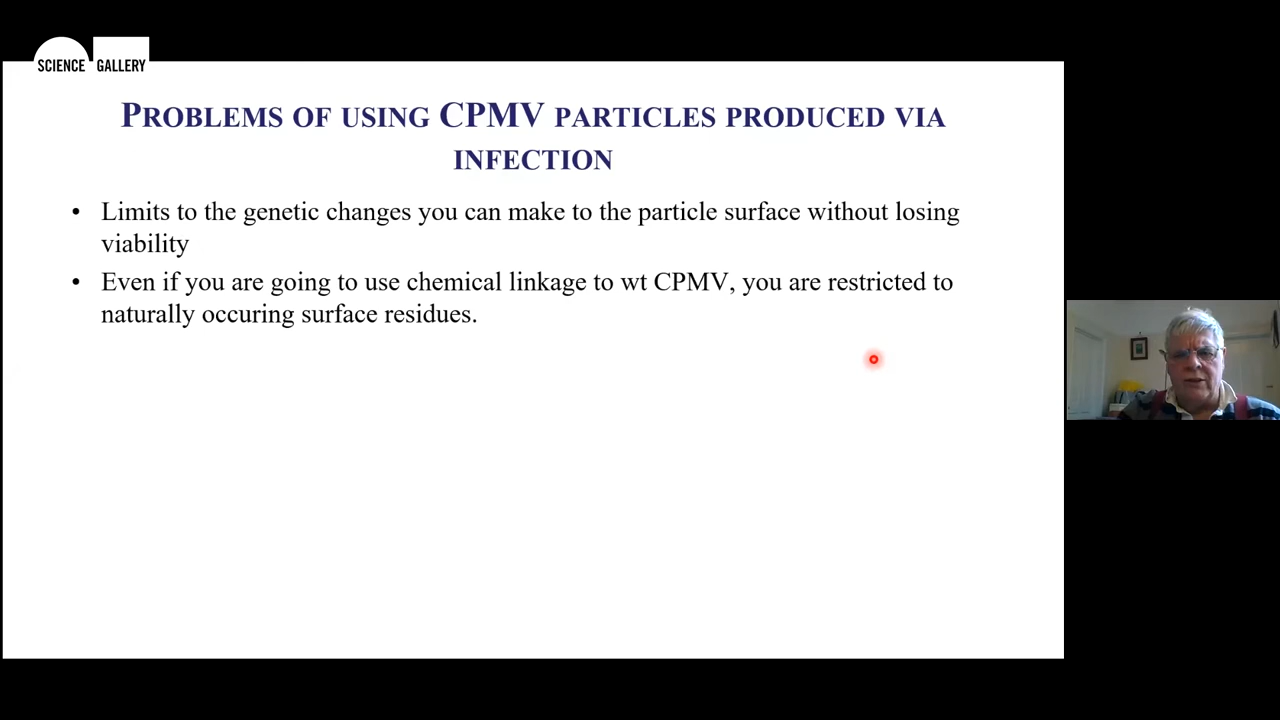 SCIENCE GALLERY
PROBLEMS OF USING CPMV PARTICLES PRODUCED VIA
INFECTION
• Limits to the genetic changes you can make to the particle surface without losing
viability
• Even if you are going to use chemical linkage to wt CPMV, you are restricted to
naturally occuring surface residues.